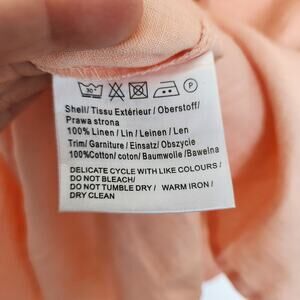 30°
P
Shell/ Tissu Extérieur / Oberstoff/
Prawa strona
100% Linen / Lin / Leinen / Len
Trim/ Garniture / Einsatz/ Obszycie
100%Cotton/ coton/ Baumwolle /Bawełna
DELICATE CYCLE WITH LIKE COLOURS /
DO NOT BLEACH/
DO NOT TUMBLE DRY / WARM IRON /
DRY CLEAN